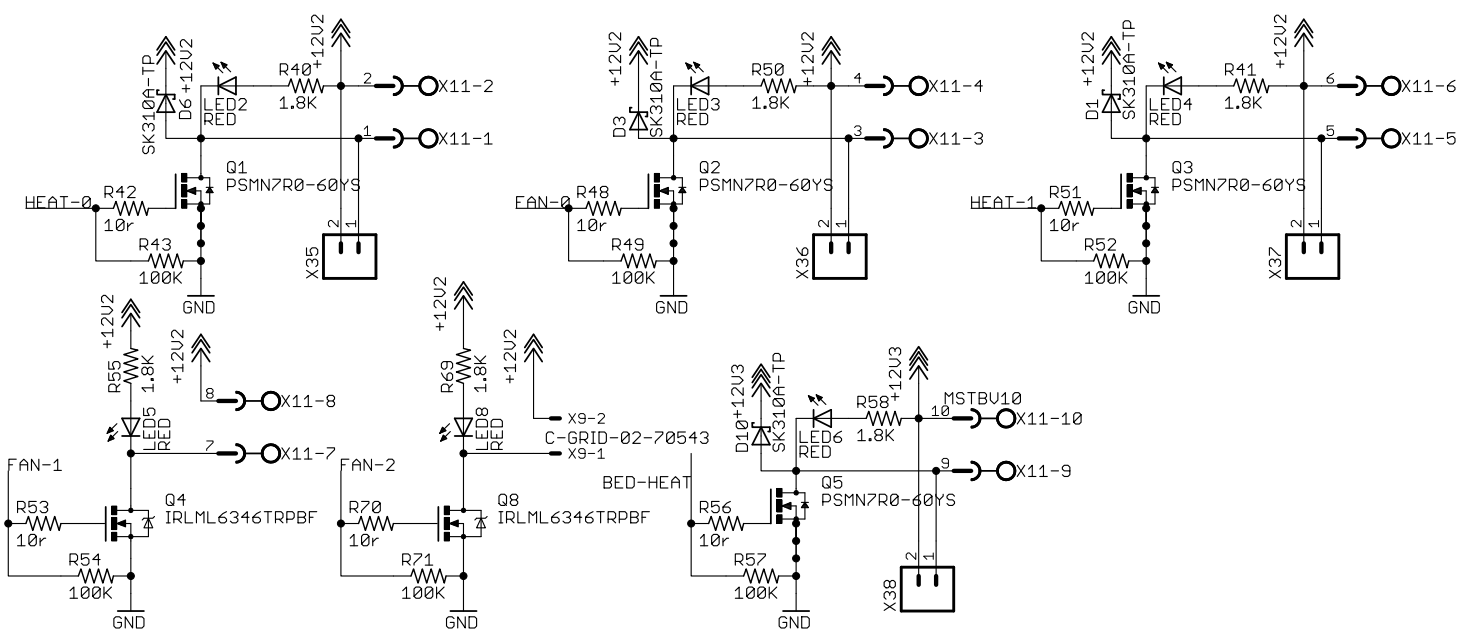 +12V2
D6
SK310A-TP
LED2
RED
R40
1.8K
+12V2
2
X11-2
1
X11-1
Q1
PSMN7R0-60YS
HEAT-0
R42
10r
R43
100K
GND
2
1
X35
+12V2
D3
SK310A-TP
LED3
RED
R50
1.8K
+12V2
4
X11-4
3
X11-3
Q2
PSMN7R0-60YS
FAN-0
R48
10r
R49
100K
GND
2
1
X36
+12V2
D1
SK310A-TP
LED4
RED
R41
1.8K
+12V2
6
X11-6
5
X11-5
Q3
PSMN7R0-60YS
HEAT-1
R51
10r
R52
100K
GND
2
1
X37
+12V2
R55
1.8K
LED5
RED
+12V2
8
X11-8
7
X11-7
FAN-1
Q4
IRLML6346TRPBF
R53
10r
R54
100K
GND
+12V2
R69
1.8K
LED8
RED
+12V2
X9-2
C-GRID-02-70543
X9-1
FAN-2
Q8
IRLML6346TRPBF
R70
10r
R71
100K
GND
+12V3
D10
SK310A-TP
LED6
RED
R58
1.8K
+12V3
MSTBV10
10
X11-10
9
X11-9
BED-HEAT
Q5
PSMN7R0-60YS
R56
10r
R57
100K
GND
2
1
X38